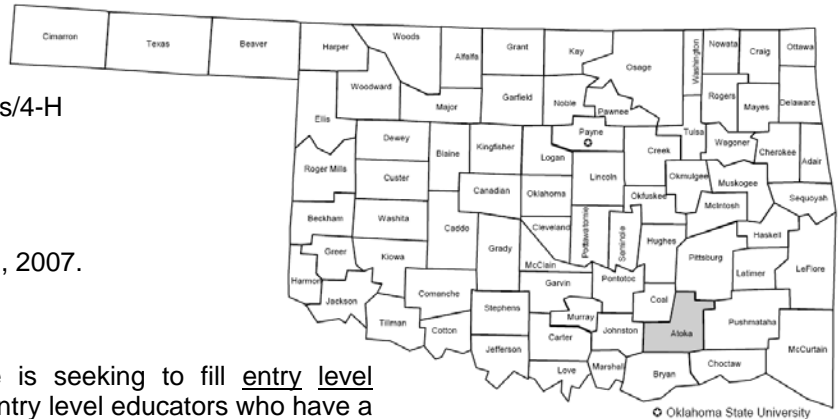 Cimarron
Texas
Beaver
Harper
Woods
Alfalfa
Grant
Kay
Osage
Washington
Nowata
Craig
Ottawa
Woodward
Ellis
Major
Garfield
Noble
Pawnee
Rogers
Mayes
Delaware
s/4-H
Dewey
Blaine
Kingfisher
Logan
Payne
Creek
Tulsa
Wagoner
Cherokee
Adair
Roger Mills
Custer
Canadian
Oklahoma
Lincoln
Okfuskee
Okmulgee
Muskogee
McIntosh
Sequoyah
Beckham
Washita
Caddo
Grady
Cleveland
McClain
Pottawatomie
Seminole
Hughes
Pittsburg
Haskell
Latimer
LeFlore
, 2007.
Greer
Kiowa
Harmon
Jackson
Comanche
Tillman
Cotton
Stephens
Jefferson
Garvin
Murray
Carter
Love
Pontotoc
Johnston
Marshall
Coal
Atoka
Bryan
Pushmataha
Choctaw
McCurtain
e is seeking to fill entry level
ntry level educators who have a
Oklahoma State University